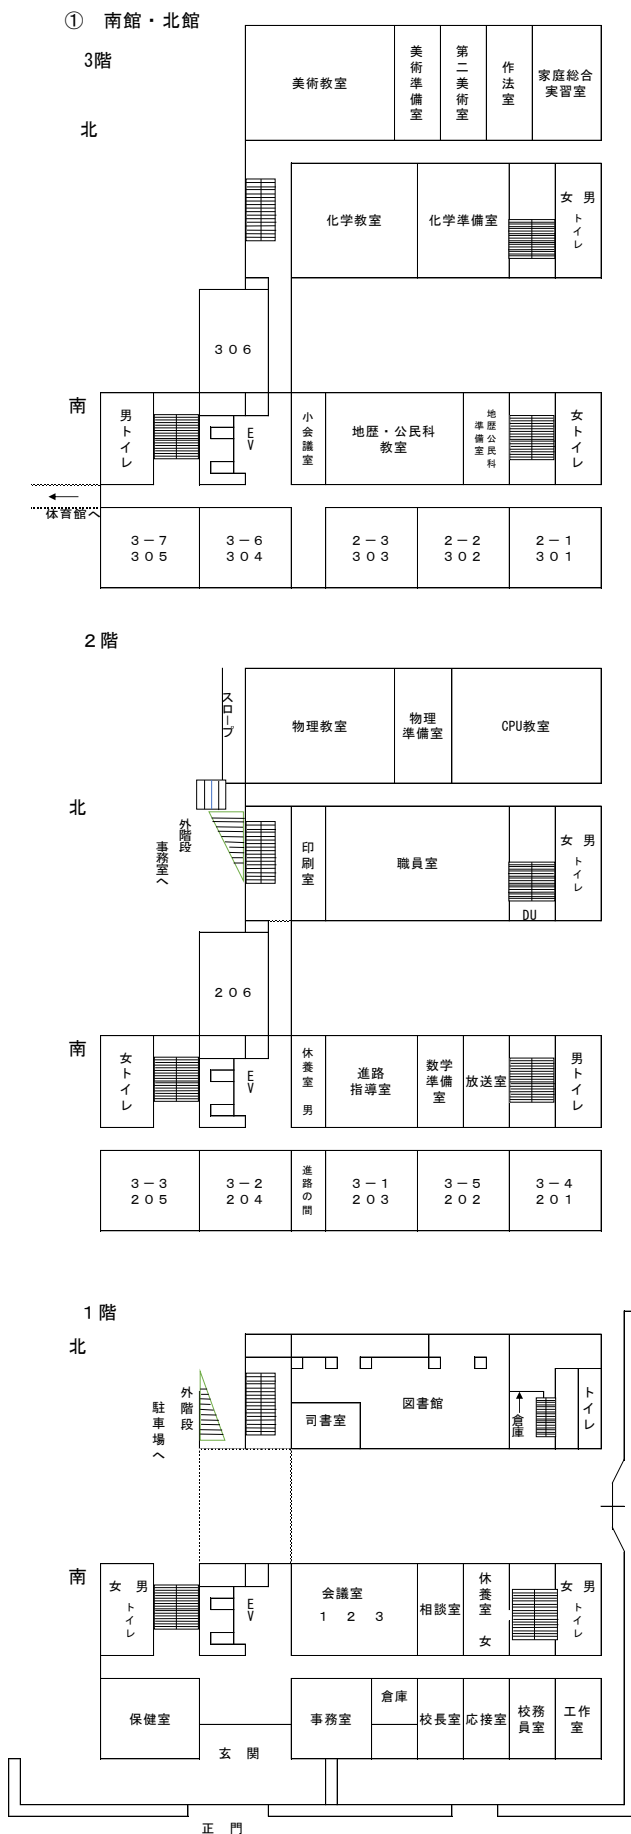 ① 南館・北館
3階
北
美術教室
美術準備室
第二美術室
作法室
家庭総合
実習室
化学教室
化学準備室
女 男
トイレ
306
南
男トイレ
EV
小会議室
地歴・公民科
教室
地歴公民科
準備室
女トイレ
体育館へ
3-7
305
3-6
304
2-3
303
2-2
302
2-1
301
2階
スロープ
物理教室
物理
準備室
CPU教室
北
外階段
事務室へ
印刷室
職員室
女 男
トイレ
DU
206
南
女トイレ
EV
休養室 男
進路
指導室
数学
準備
室
放送室
男トイレ
3-3
205
3-2
204
進路の間
3-1
203
3-5
202
3-4
201
1階
北
外階段
駐車場へ
司書室
図書館
倉庫
トイレ
南
女 男
トイレ
EV
会議室
1 2 3
相談室
休養室 女
女 男
トイレ
保健室
玄 関
事務室
倉庫
校長室
応接室
校務
員室
工作
室
正 門